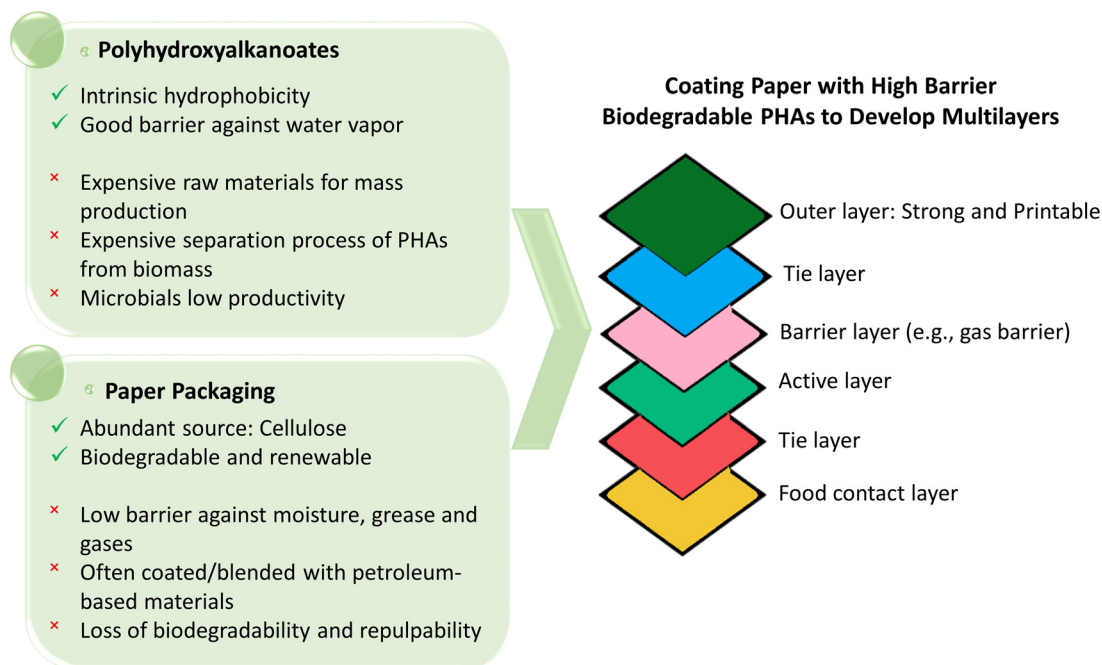 Polyhydroxyalkanoates
✓ Intrinsic hydrophobicity
✓ Good barrier against water vapor
× Expensive raw materials for mass
production
× Expensive separation process of PHAs
from biomass
× Microbials low productivity
Paper Packaging
✓ Abundant source: Cellulose
✓ Biodegradable and renewable
× Low barrier against moisture, grease and
gases
× Often coated/blended with petroleum-
based materials
× Loss of biodegradability and repulpability
Coating Paper with High Barrier
Biodegradable PHAs to Develop Multilayers
Outer layer: Strong and Printable
Tie layer
Barrier layer (e.g., gas barrier)
Active layer
Tie layer
Food contact layer